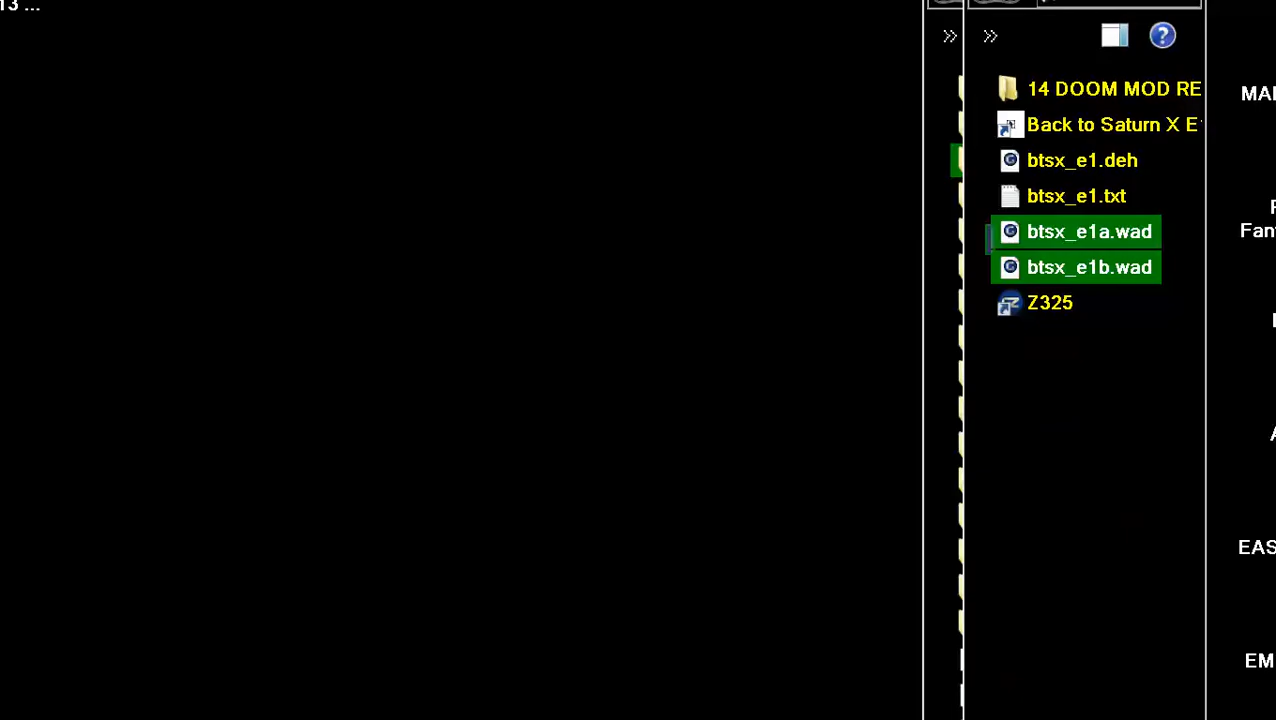 13 ...
14 DOOM MOD RE
Back to Saturn X E
btsx_e1.deh
btsx_e1.txt
btsx_e1a.wad
btsx_e1b.wad
Z325
MA
F
Fan
EAS
EM